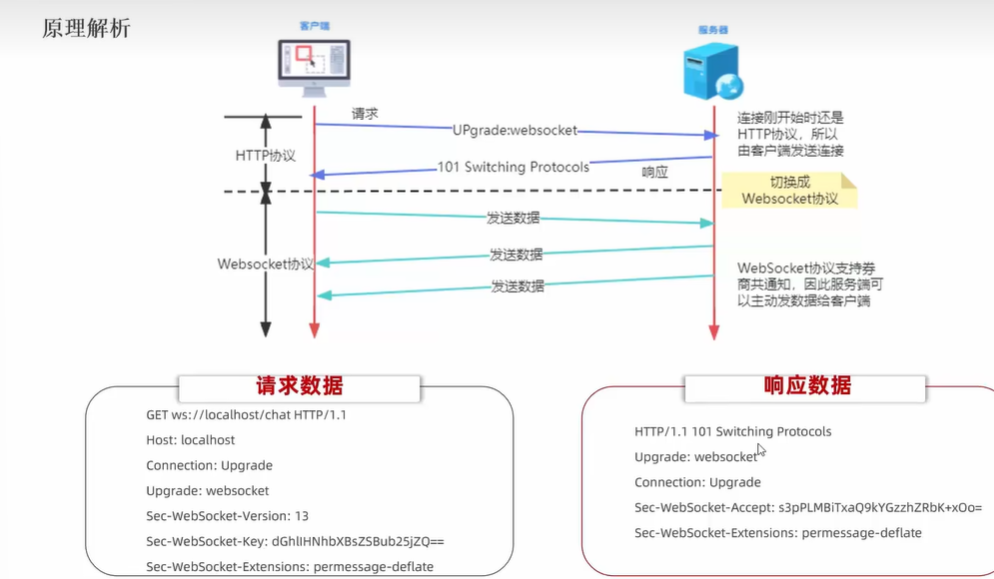 原理解析
客户端
服务器
请求
UPgrade:websocket
连接刚开始时还是
HTTP协议，所以
由客户端发送连接
HTTP协议
101 Switching Protocols
响应
切换成
Websocket协议
发送数据
发送数据
Websocket协议
发送数据
WebSocket协议支持券
商共通知，因此服务端可
以主动发数据给客户端
请求数据
GET ws://localhost/chat HTTP/1.1
Host: localhost
Connection: Upgrade
Upgrade: websocket
Sec-WebSocket-Version: 13
Sec-WebSocket-Key: dGhlIHNhbXBsZSBub25jZQ==
Sec-WebSocket-Extensions: permessage-deflate
响应数据
HTTP/1.1 101 Switching Protocols
Upgrade: websocket
Connection: Upgrade
Sec-WebSocket-Accept: s3pPLMBiTxaQ9kYGzzhZRbK+xOo=
Sec-WebSocket-Extensions: permessage-deflate